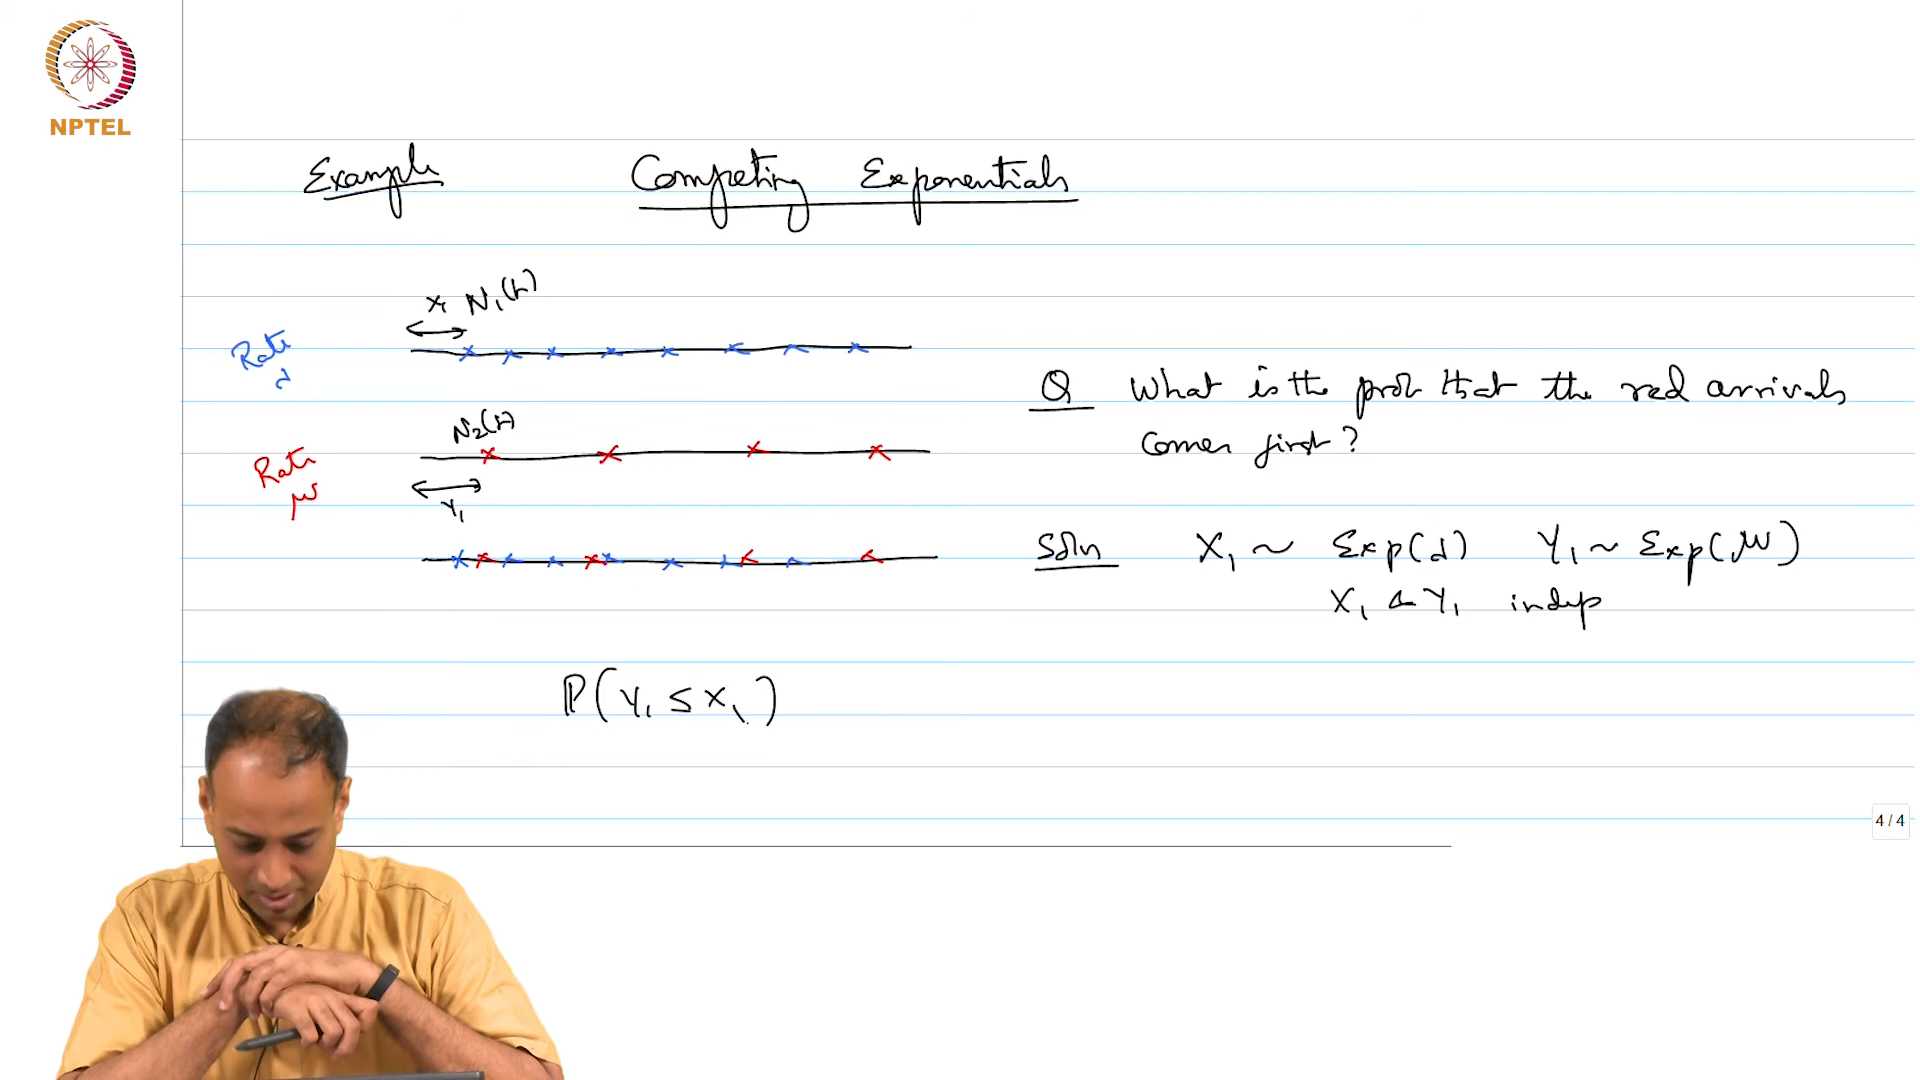 NPTEL
Example Competing Exponentials
X₁ N₁(t)
Rate
λ
N₂(t)
Rate
μ
Y₁
Q What is the prob that the red arrivals
comes first?
Soln X₁ ~ Exp(λ) Y₁ ~ Exp(μ)
X₁ & Y₁ indep
ℙ(Y₁ ≤ X₁)
4 / 4